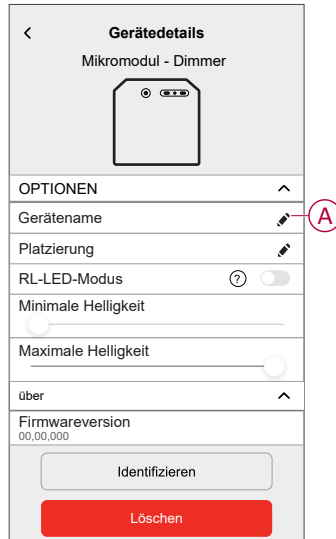 Gerätedetails
Mikromodul - Dimmer
OPTIONEN
Gerätename
A
Platzierung
RL-LED-Modus ?
Minimale Helligkeit
Maximale Helligkeit
über
Firmwareversion
00,00,000
Identifizieren
Löschen